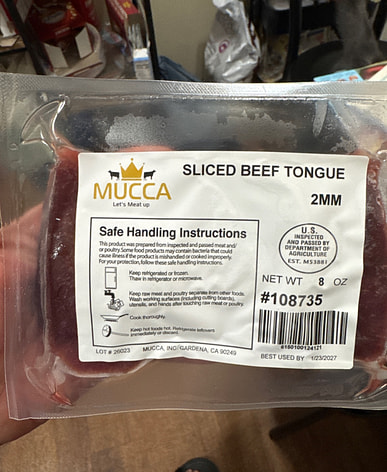 SLICED BEEF TONGUE
MUCCA
Let's Meat up
2MM
Safe Handling Instructions
This product was prepared from inspected and passed meat and/
or poultry.Some food products may contain bacteria that could
cause illness if the product is mishandled or cooked improperly.
For your protection, follow these safe handling instructions.
Keep refrigerated or frozen.
Thaw in refrigerator or microwave.
Keep raw meat and poultry separate from other foods.
Wash working surfaces (including cutting boards),
utensils, and hands after touching raw meat or poultry.
Cook thoroughly.
Keep hot foods hot. Refrigerate leftovers
immediately or discard.
U.S.
INSPECTED
AND PASSED BY
DEPARTMENT OF
AGRICULTURE
EST. M53881
NET WT 8 OZ
#108735
BEST USED BY 1/23/2027
LOT # 26023
MUCCA, INC. GARDENA, CA 90249